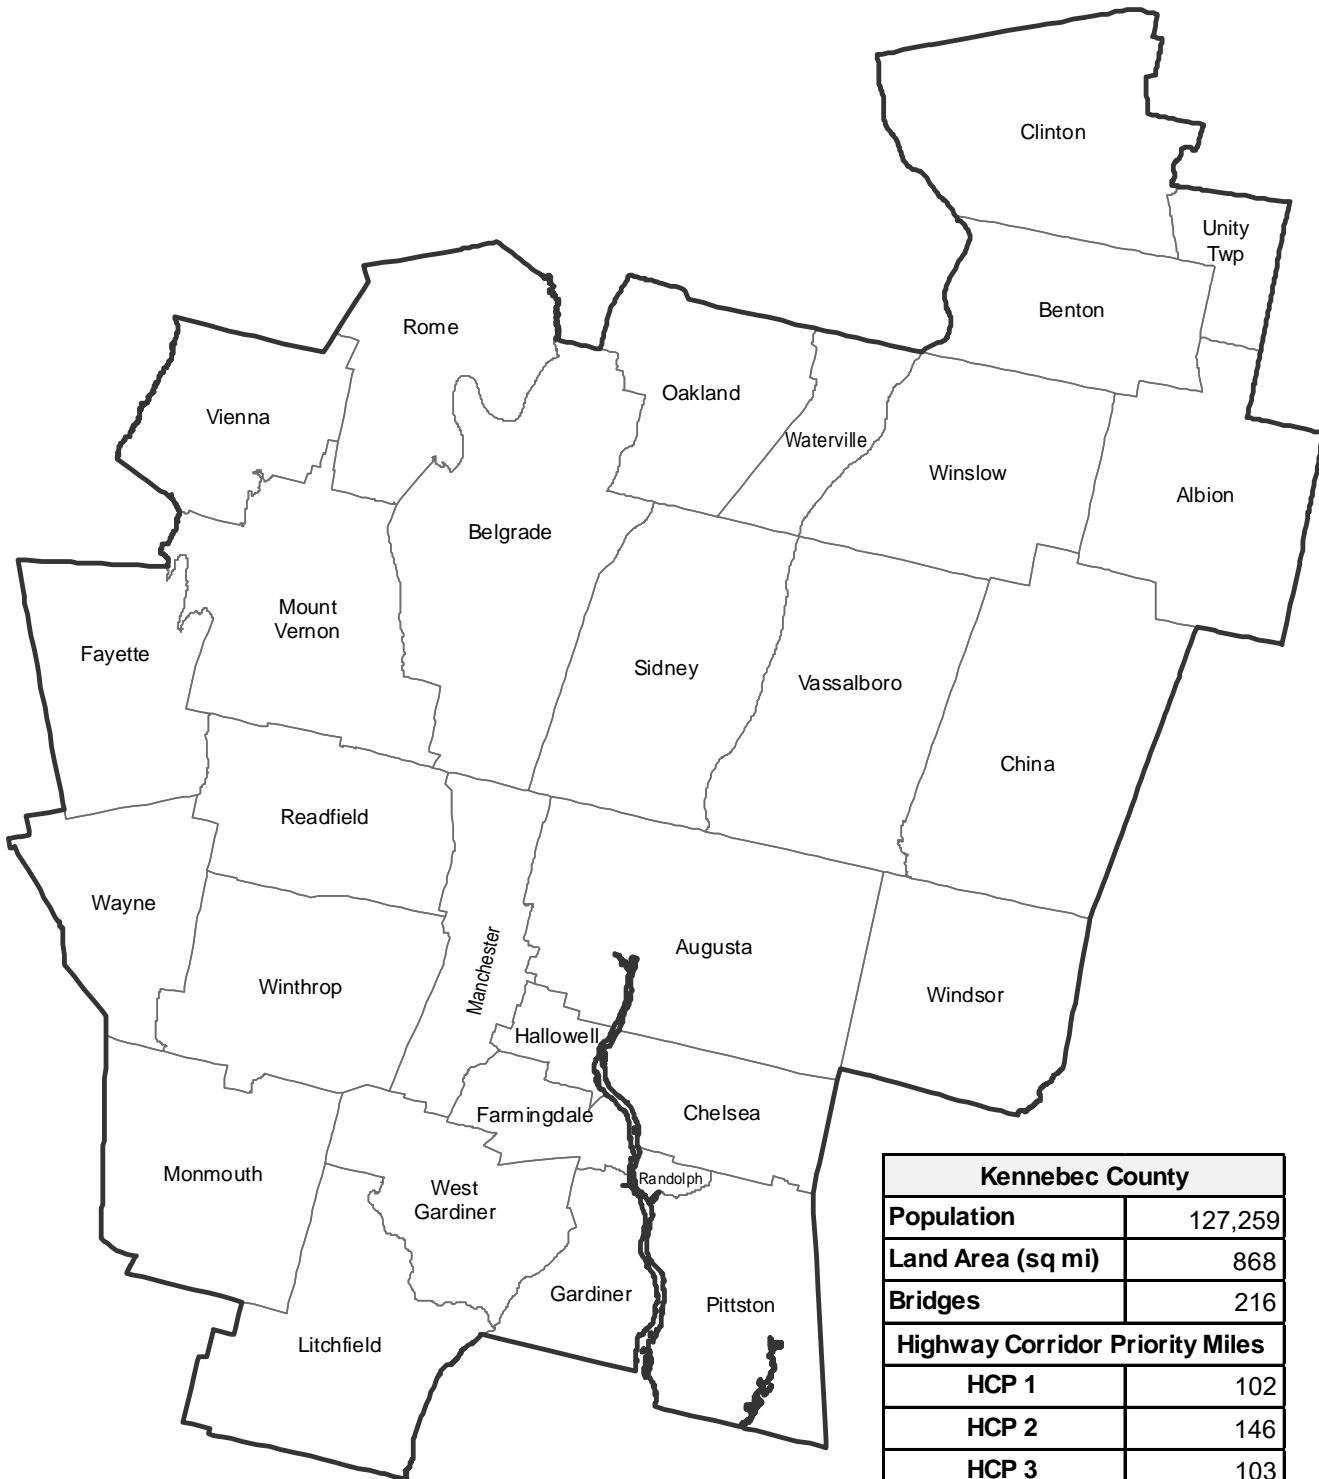 Clinton
Unity
Twp
Benton
Rome
Oakland
Vienna
Waterville
Winslow
Albion
Belgrade
Mount
Vernon
Fayette
Sidney
Vassalboro
China
Readfield
Wayne
Manchester
Augusta
Winthrop
Windsor
Hallowell
Farmingdale
Chelsea
Monmouth
West
Gardiner
Randolph
Gardiner
Pittston
Litchfield
Kennebec County
Population 127,259
Land Area (sq mi) 868
Bridges 216
Highway Corridor Priority Miles
HCP 1 102
HCP 2 146
HCP 3 103